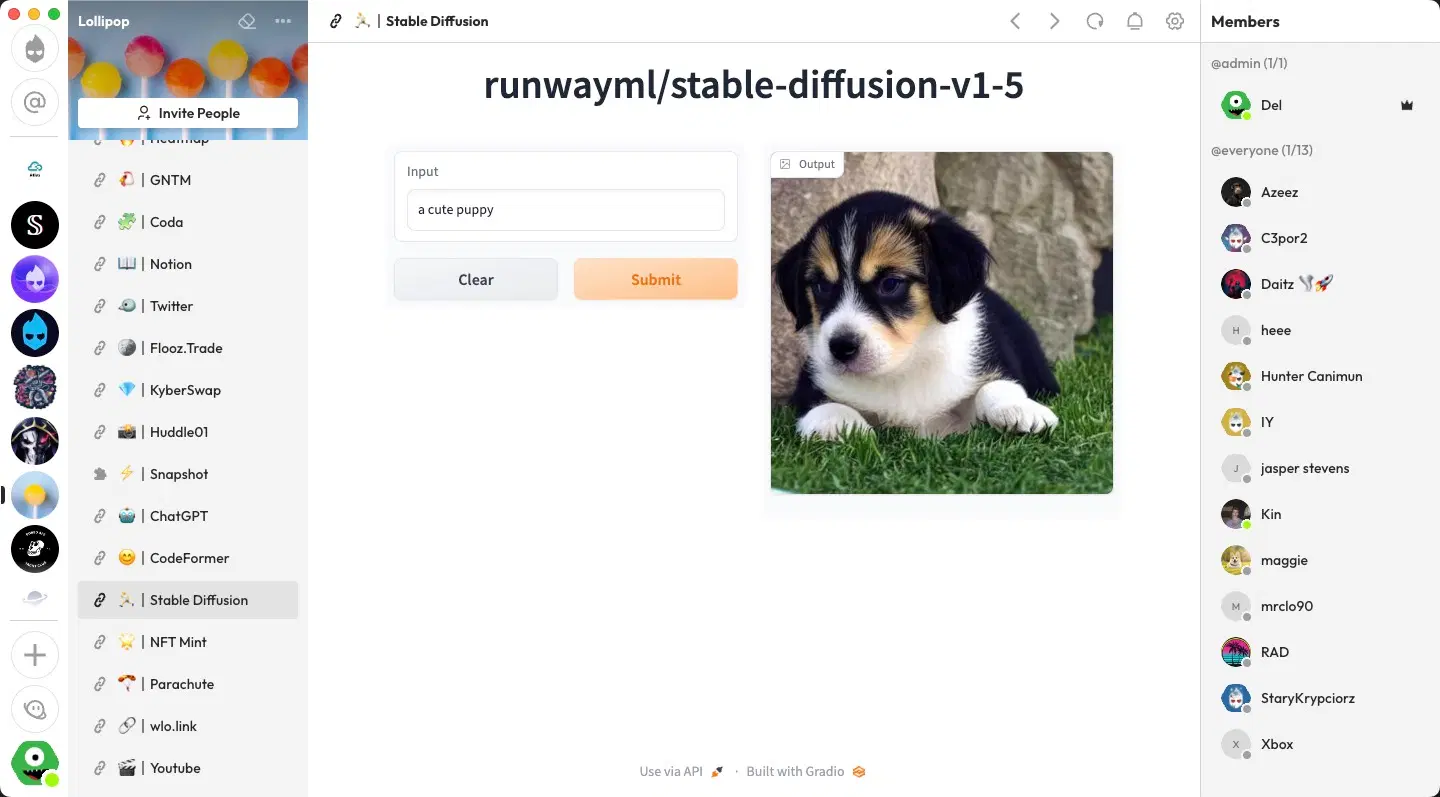 Lollipop
Invite People
Heatmap
| GNTM
| Coda
| Notion
| Twitter
| Flooz.Trade
| KyberSwap
| Huddle01
| Snapshot
| ChatGPT
| CodeFormer
| Stable Diffusion
| NFT Mint
| Parachute
| wlo.link
| Youtube
| Stable Diffusion
runwayml/stable-diffusion-v1-5
Input
a cute puppy
Clear
Submit
Output
Use via API
· Built with Gradio
Members
@admin (1/1)
Del
@everyone (1/13)
Azeez
C3por2
Daitz
H
heee
Hunter Canimun
IY
J
jasper stevens
Kin
maggie
M
mrclo90
RAD
StaryKrypciorz
X
Xbox